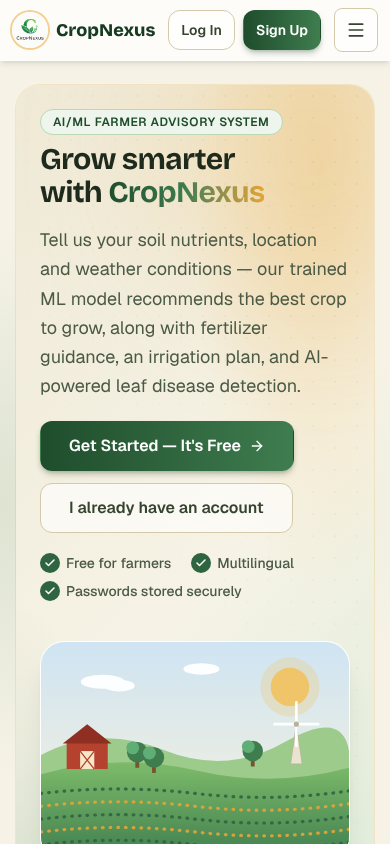 CropNexus
CropNexus
Log In
Sign Up
AI/ML FARMER ADVISORY SYSTEM
Grow smarter
with CropNexus
Tell us your soil nutrients, location
and weather conditions — our trained
ML model recommends the best crop
to grow, along with fertilizer
guidance, an irrigation plan, and AI-
powered leaf disease detection.
Get Started — It's Free →
I already have an account
Free for farmers
Multilingual
Passwords stored securely